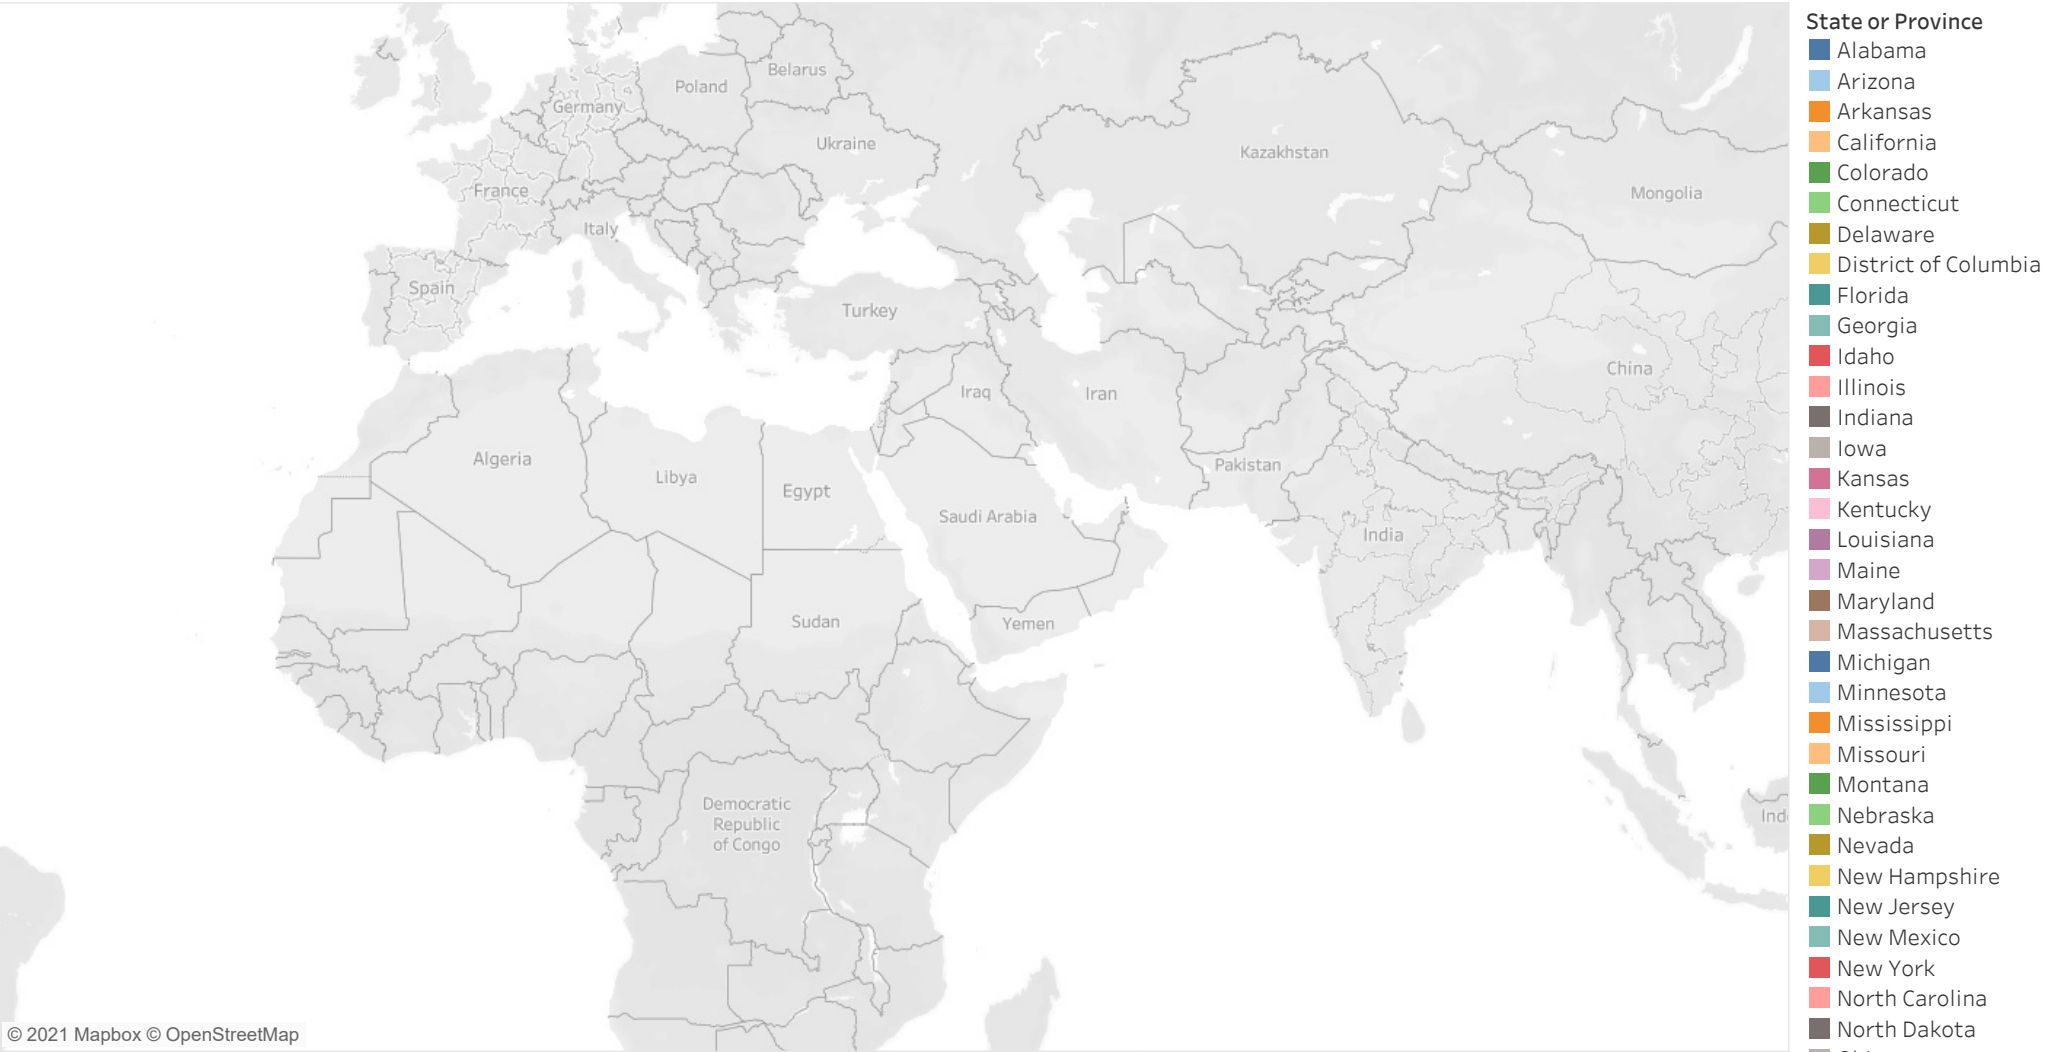 Belarus
Poland
Germany
Ukraine
Kazakhstan
France
Mongolia
Italy
Spain
Turkey
China
Iraq
Iran
Algeria
Pakistan
Libya
Egypt
Saudi Arabia
India
Sudan
Yemen
Democratic
Republic
of Congo
Ind
© 2021 Mapbox © OpenStreetMap
State or Province
Alabama
Arizona
Arkansas
California
Colorado
Connecticut
Delaware
District of Columbia
Florida
Georgia
Idaho
Illinois
Indiana
Iowa
Kansas
Kentucky
Louisiana
Maine
Maryland
Massachusetts
Michigan
Minnesota
Mississippi
Missouri
Montana
Nebraska
Nevada
New Hampshire
New Jersey
New Mexico
New York
North Carolina
North Dakota